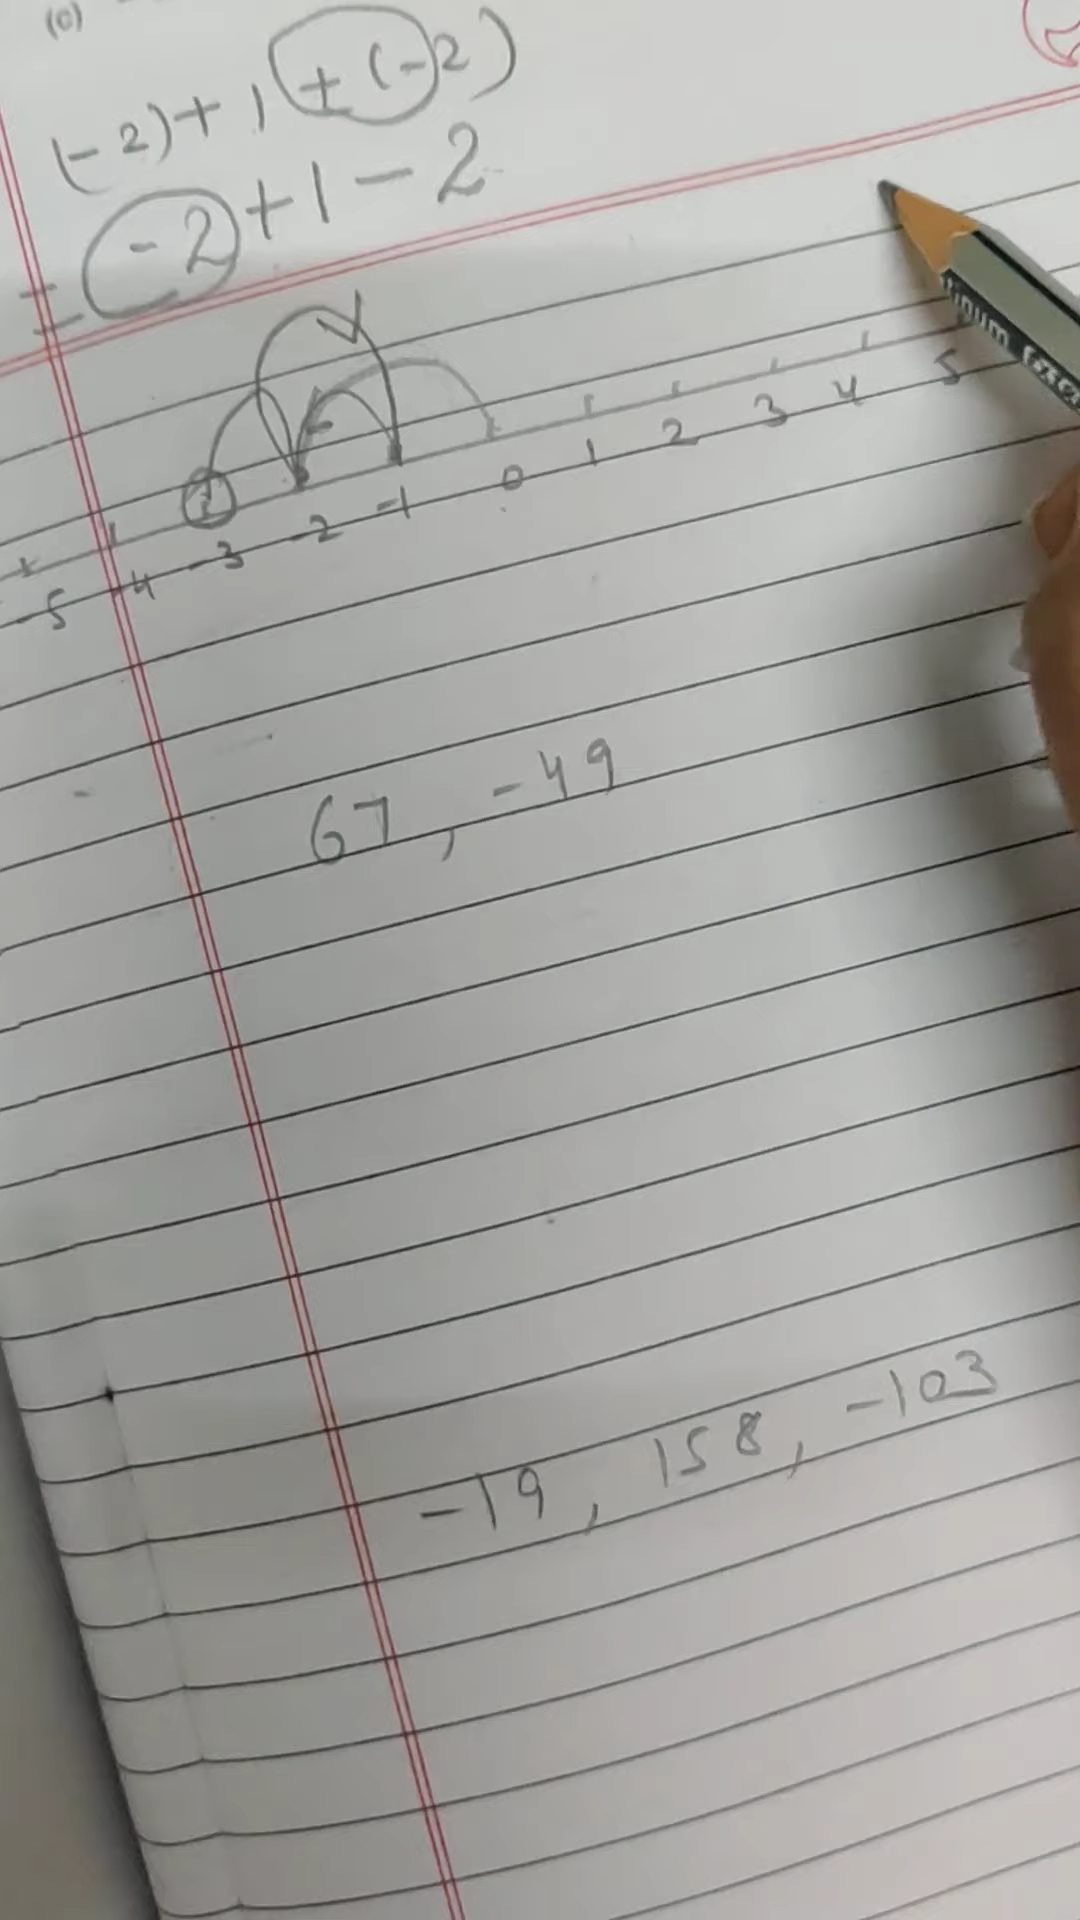 (c)
(-2)+1+(-2)
= -2+1-2
-5 -4 -3 -2 -1 0 1 2 3 4 5
67, -49
-19, 158, -103